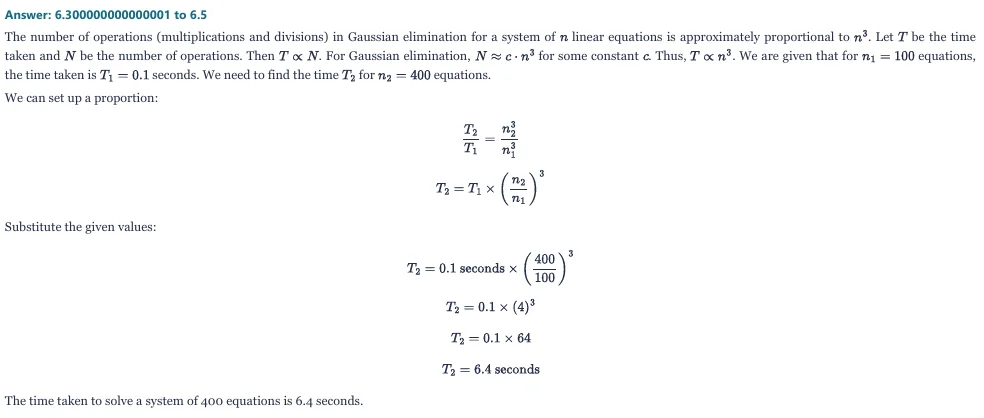 Answer: 6.300000000000001 to 6.5
The number of operations (multiplications and divisions) in Gaussian elimination for a system of n linear equations is approximately proportional to n³. Let T be the time
taken and N be the number of operations. Then T ∝ N. For Gaussian elimination, N ≈ c · n³ for some constant c. Thus, T ∝ n³. We are given that for n₁ = 100 equations,
the time taken is T₁ = 0.1 seconds. We need to find the time T₂ for n₂ = 400 equations.
We can set up a proportion:
T₂/T₁ = n₂³/n₁³
T₂ = T₁ × (n₂/n₁)³
Substitute the given values:
T₂ = 0.1 seconds × (400/100)³
T₂ = 0.1 × (4)³
T₂ = 0.1 × 64
T₂ = 6.4 seconds
The time taken to solve a system of 400 equations is 6.4 seconds.